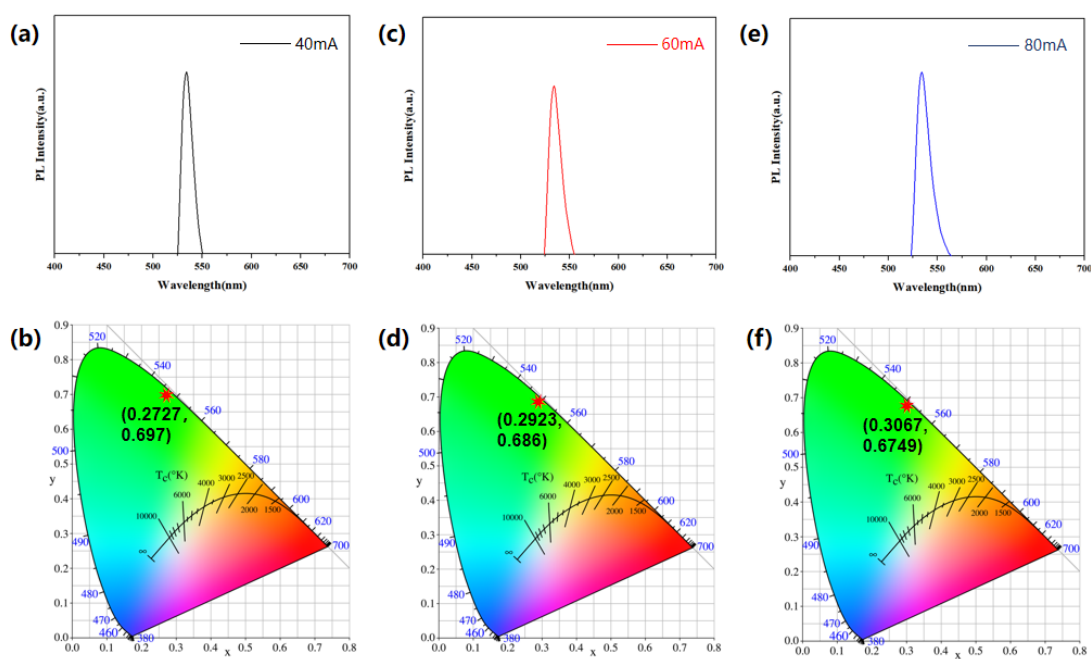 (a)
40mA
PL Intensity(a.u.)
400 450 500 550 600 650 700
Wavelength(nm)
(c)
60mA
PL Intensity(a.u.)
400 450 500 550 600 650 700
Wavelength(nm)
(e)
80mA
PL Intensity(a.u.)
400 450 500 550 600 650 700
Wavelength(nm)
(b)
0.9
0.8
0.7
0.6
0.5
y
0.4
0.3
0.2
0.1
0.0
0.0 0.1 0.2 0.3 0.4 0.5 0.6 0.7 0.8
x
520
540
560
500
580
600
620
700
490
480
470
460
380
(0.2727,
0.697)
Tc(°K)
10000 6000 4000 3000 2500
2000 1500
∞
(d)
0.9
0.8
0.7
0.6
0.5
y
0.4
0.3
0.2
0.1
0.0
0.0 0.1 0.2 0.3 0.4 0.5 0.6 0.7 0.8
x
520
540
560
500
580
600
620
700
490
480
470
460
380
(0.2923,
0.686)
Tc(°K)
10000 6000 4000 3000 2500
2000 1500
∞
(f)
0.9
0.8
0.7
0.6
0.5
y
0.4
0.3
0.2
0.1
0.0
0.0 0.1 0.2 0.3 0.4 0.5 0.6 0.7 0.8
x
520
540
560
500
580
600
620
700
490
480
470
460
380
(0.3067,
0.6749)
Tc(°K)
10000 6000 4000 3000 2500
2000 1500
∞